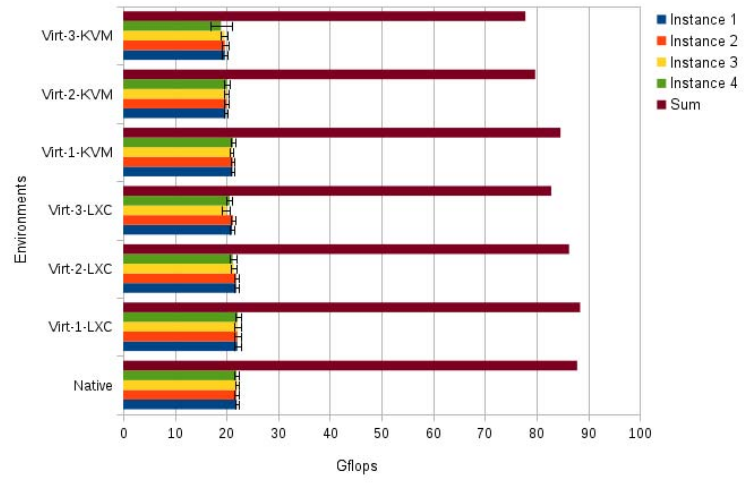 Virt-3-KVM
Virt-2-KVM
Virt-1-KVM
Virt-3-LXC
Virt-2-LXC
Virt-1-LXC
Native
Environments
0 10 20 30 40 50 60 70 80 90 100
Gflops
Instance 1
Instance 2
Instance 3
Instance 4
Sum